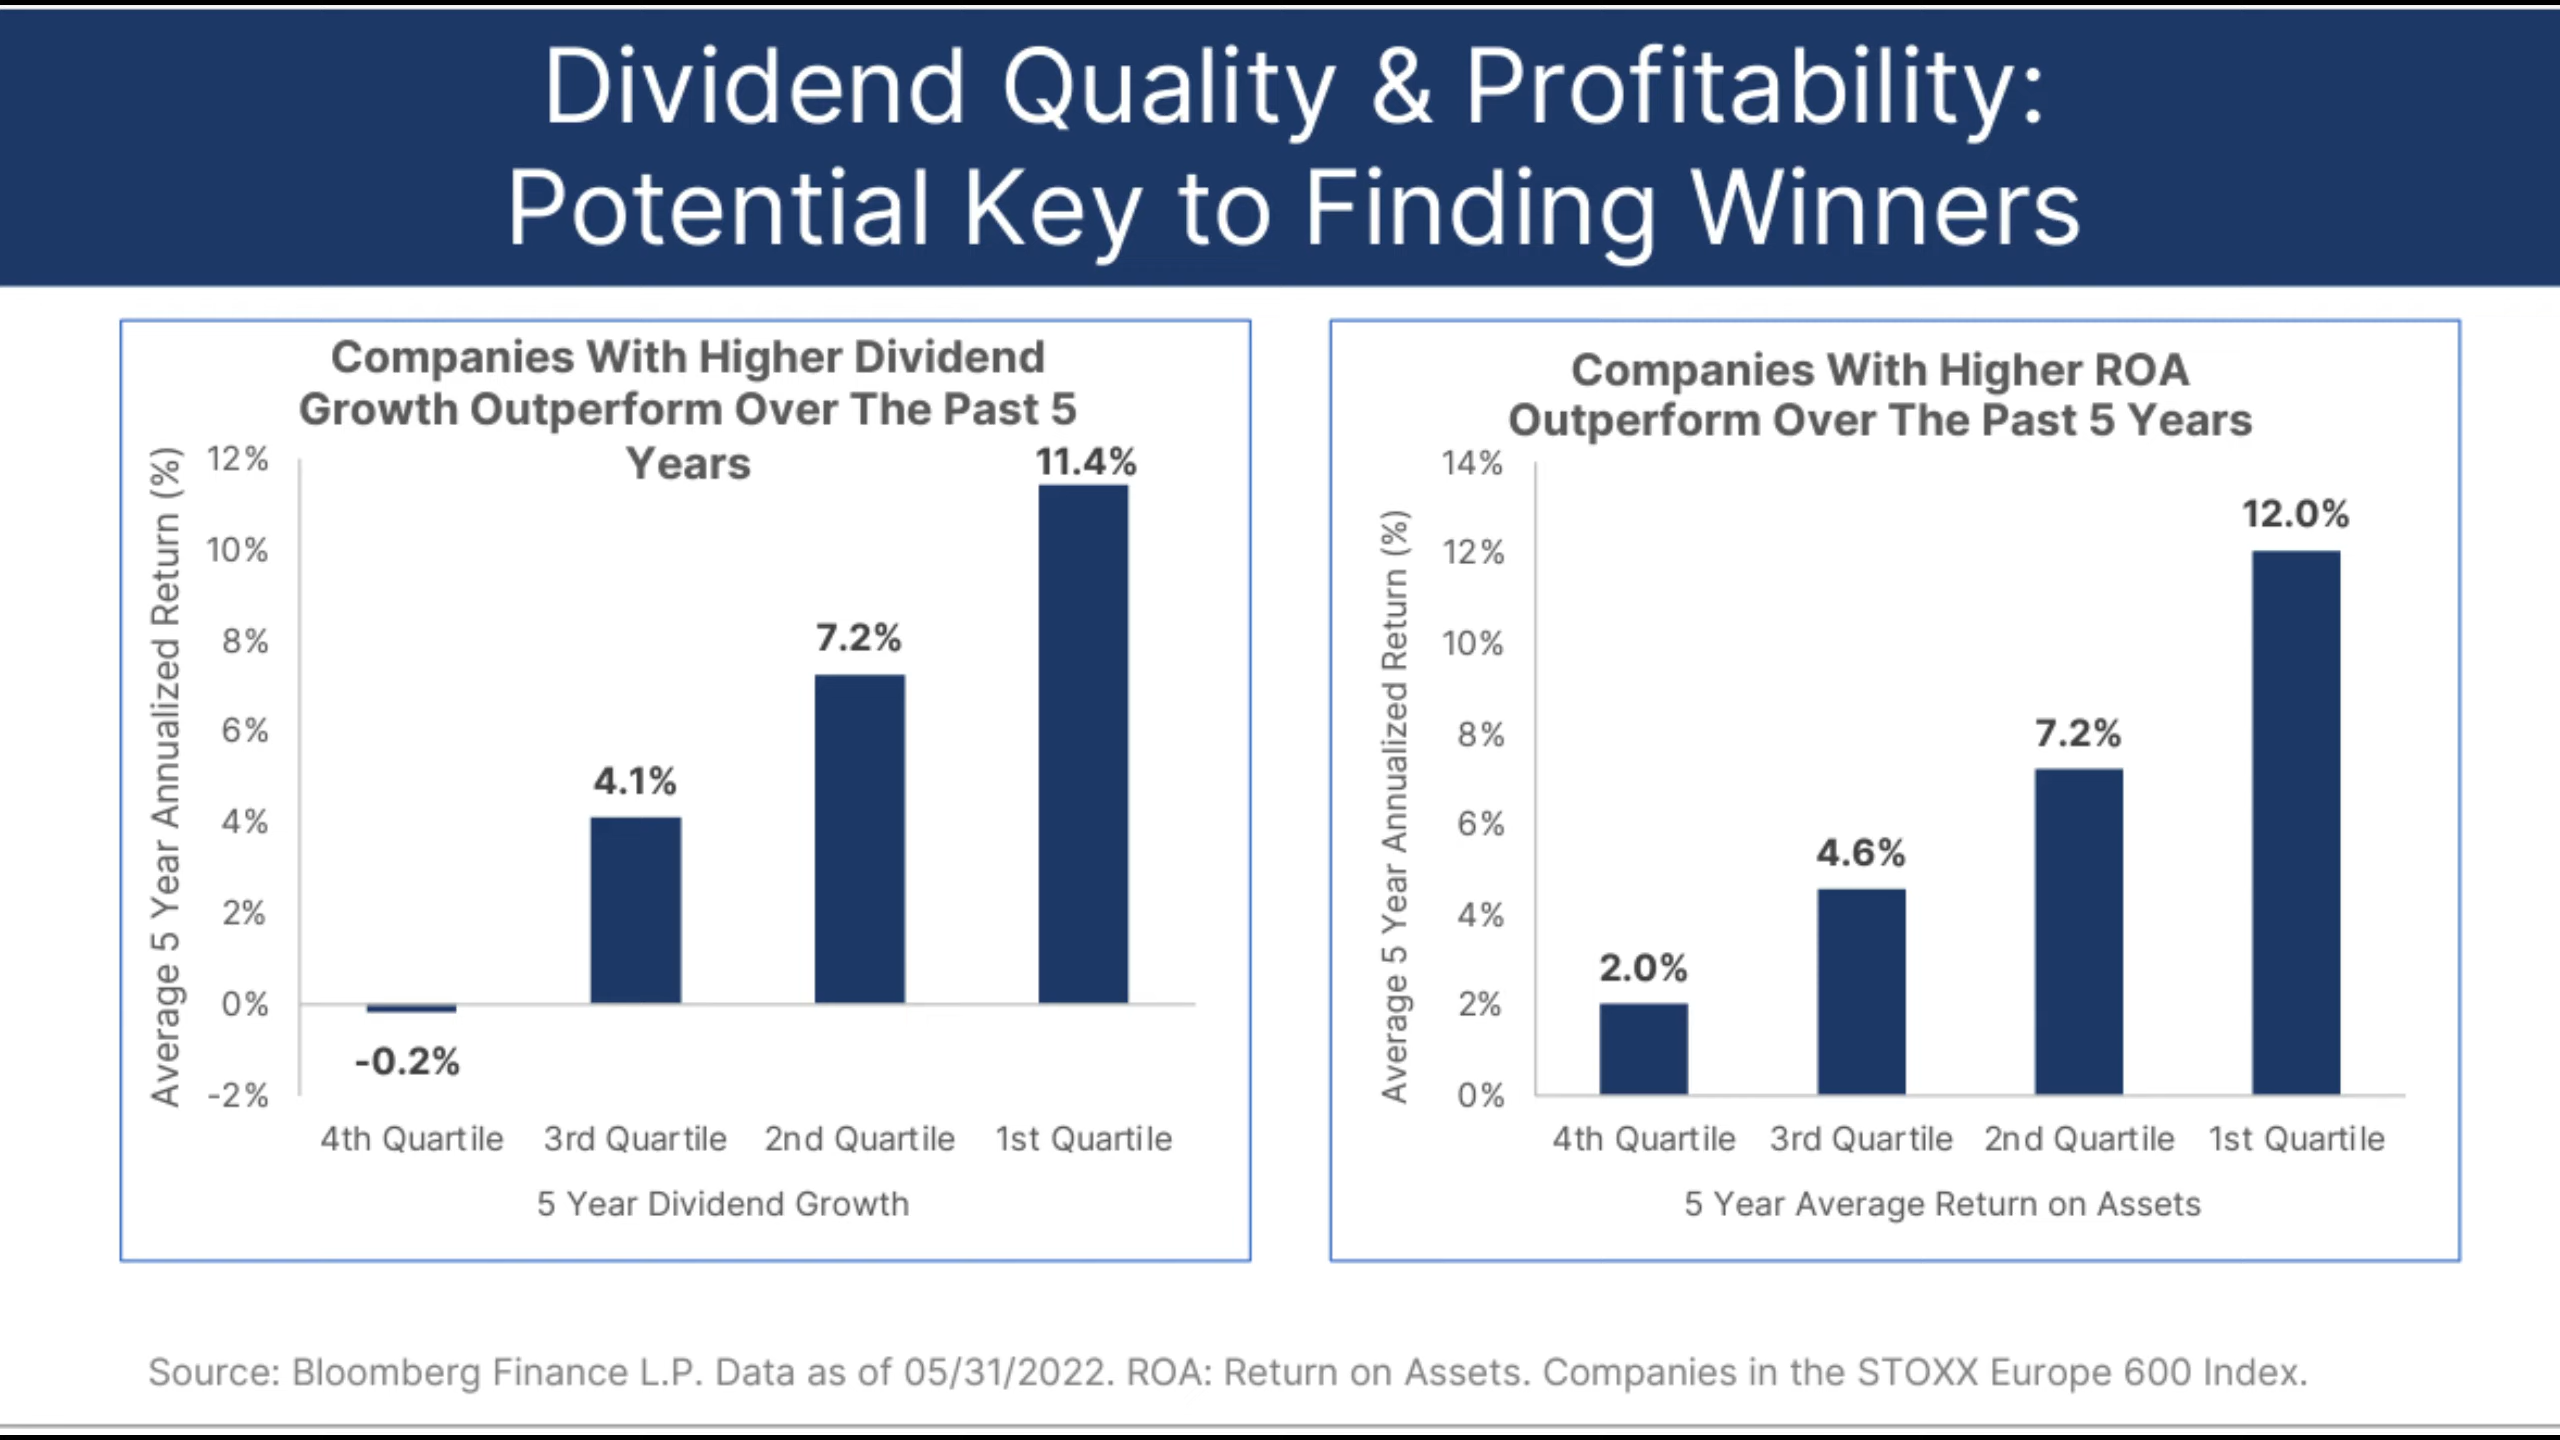 Dividend Quality & Profitability:
Potential Key to Finding Winners
Companies With Higher Dividend
Growth Outperform Over The Past 5
Years
Average 5 Year Annualized Return (%)
12%
10%
8%
6%
4%
2%
0%
-2%
-0.2%
4.1%
7.2%
11.4%
4th Quartile 3rd Quartile 2nd Quartile 1st Quartile
5 Year Dividend Growth
Companies With Higher ROA
Outperform Over The Past 5 Years
Average 5 Year Annualized Return (%)
14%
12%
10%
8%
6%
4%
2%
0%
2.0%
4.6%
7.2%
12.0%
4th Quartile 3rd Quartile 2nd Quartile 1st Quartile
5 Year Average Return on Assets
Source: Bloomberg Finance L.P. Data as of 05/31/2022. ROA: Return on Assets. Companies in the STOXX Europe 600 Index.